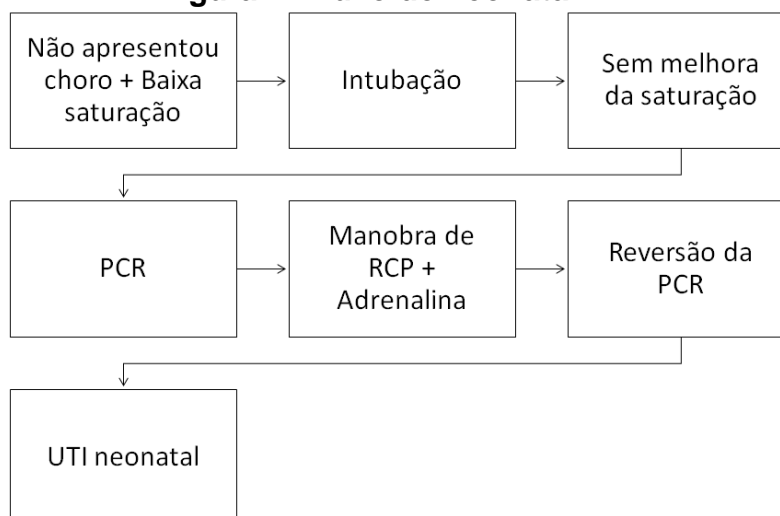 Não apresentou
choro + Baixa
saturação
Intubação
Sem melhora
da saturação
PCR
Manobra de
RCP +
Adrenalina
Reversão da
PCR
UTI neonatal